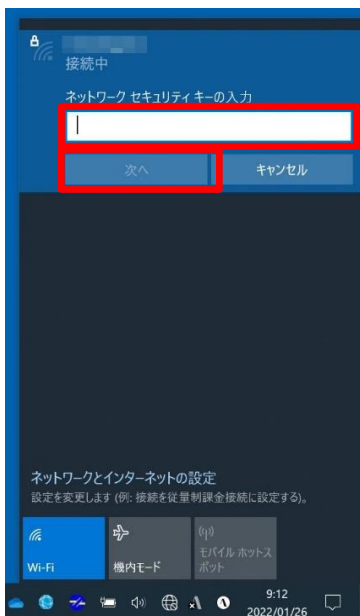 接続中
ネットワーク セキュリティ キーの入力
次へ
キャンセル
ネットワークとインターネットの設定
設定を変更します (例: 接続を従量制課金接続に設定する)。
Wi-Fi
機内モード
モバイル ホットス
ポット
9:12
2022/01/26